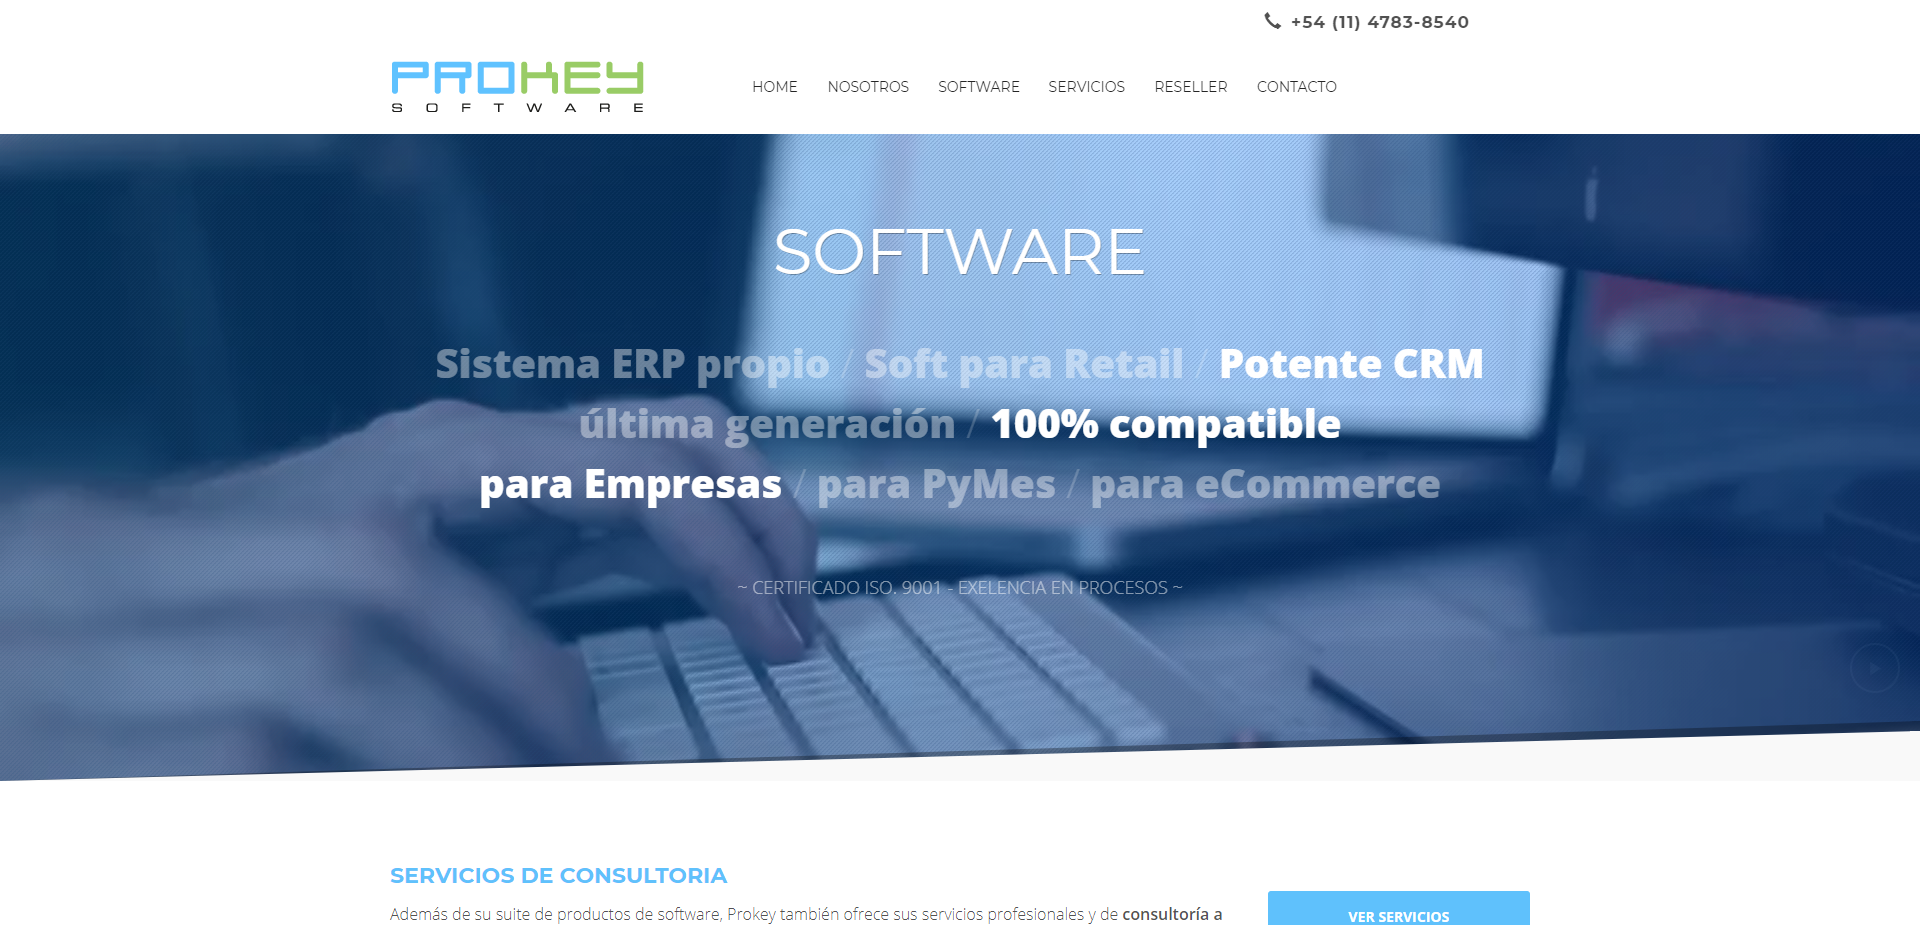 +54 (11) 4783-8540
PROKEY
SOFTWARE
HOME NOSOTROS SOFTWARE SERVICIOS RESELLER CONTACTO
SOFTWARE
Sistema ERP propio / Soft para Retail / Potente CRM
última generación / 100% compatible
para Empresas / para PyMes / para eCommerce
~ CERTIFICADO ISO. 9001 - EXELENCIA EN PROCESOS ~
SERVICIOS DE CONSULTORIA
Además de su suite de productos de software, Prokey también ofrece sus servicios profesionales y de consultoría a
VER SERVICIOS